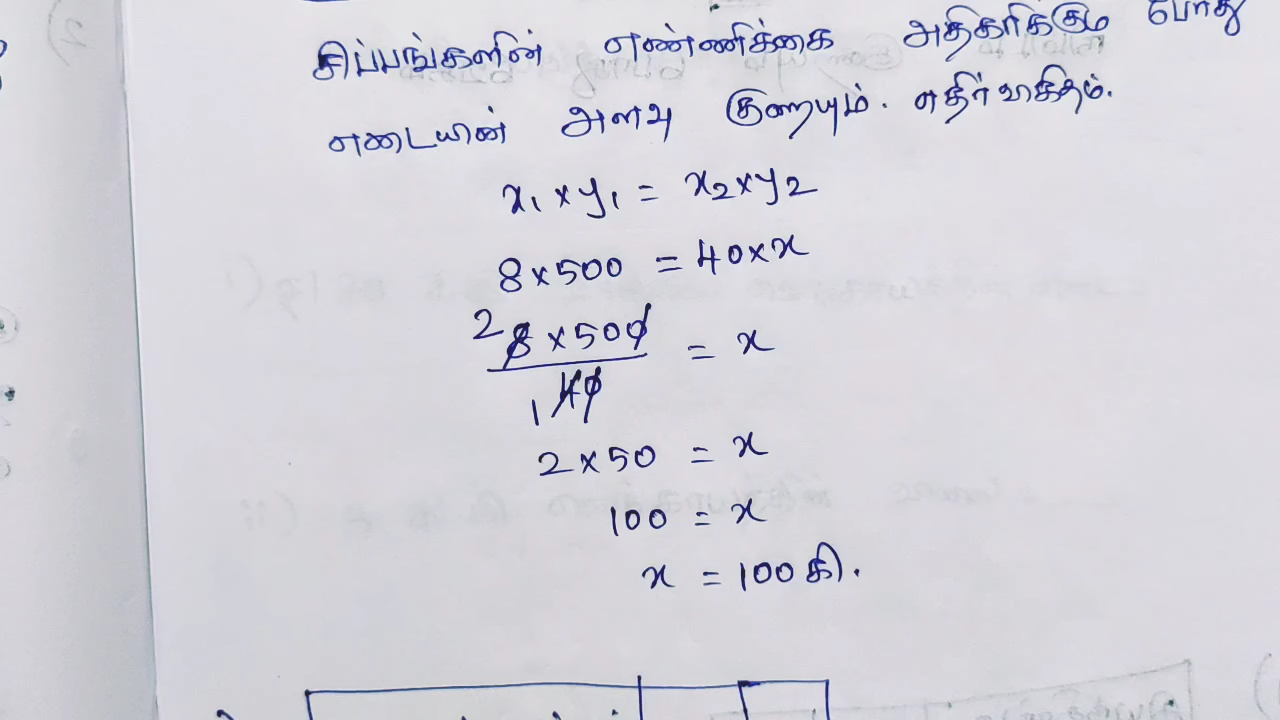 சிப்பங்களின் எண்ணிக்கை அதிகரிக்கும் போது
எடையின் அளவு குறையும். எதிர் விகிதம்.
x₁ × y₁ = x₂ × y₂
8 × 500 = 40 × x
2 8 × 500 = x
1 40
2 × 50 = x
100 = x
x = 100 கி.